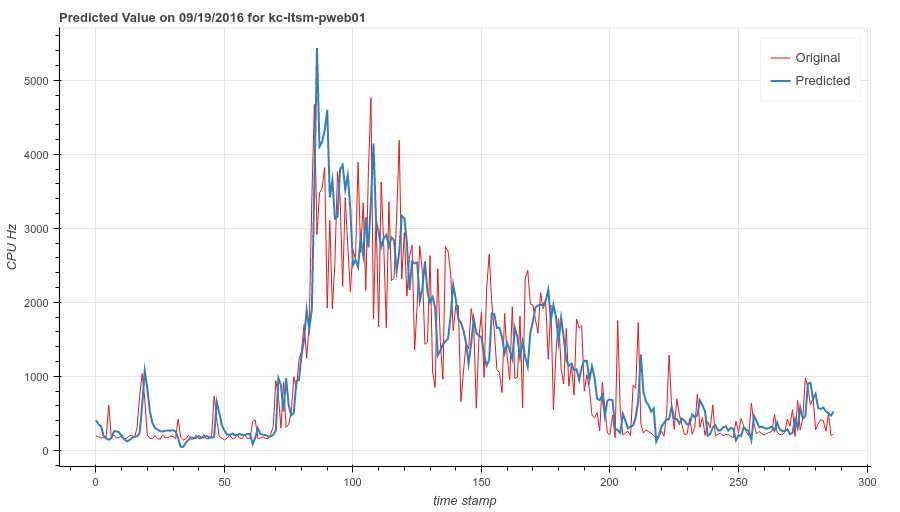 Predicted Value on 09/19/2016 for kc-itsm-pweb01
Original
Predicted
CPU Hz
5000
4000
3000
2000
1000
0
0 50 100 150 200 250 300
time stamp